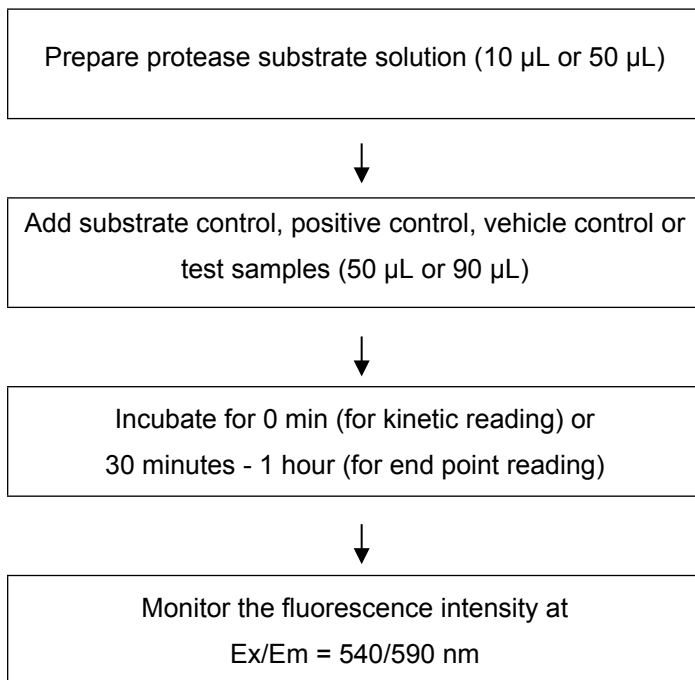 Prepare protease substrate solution (10 µL or 50 µL)
Add substrate control, positive control, vehicle control or
test samples (50 µL or 90 µL)
Incubate for 0 min (for kinetic reading) or
30 minutes - 1 hour (for end point reading)
Monitor the fluorescence intensity at
Ex/Em = 540/590 nm